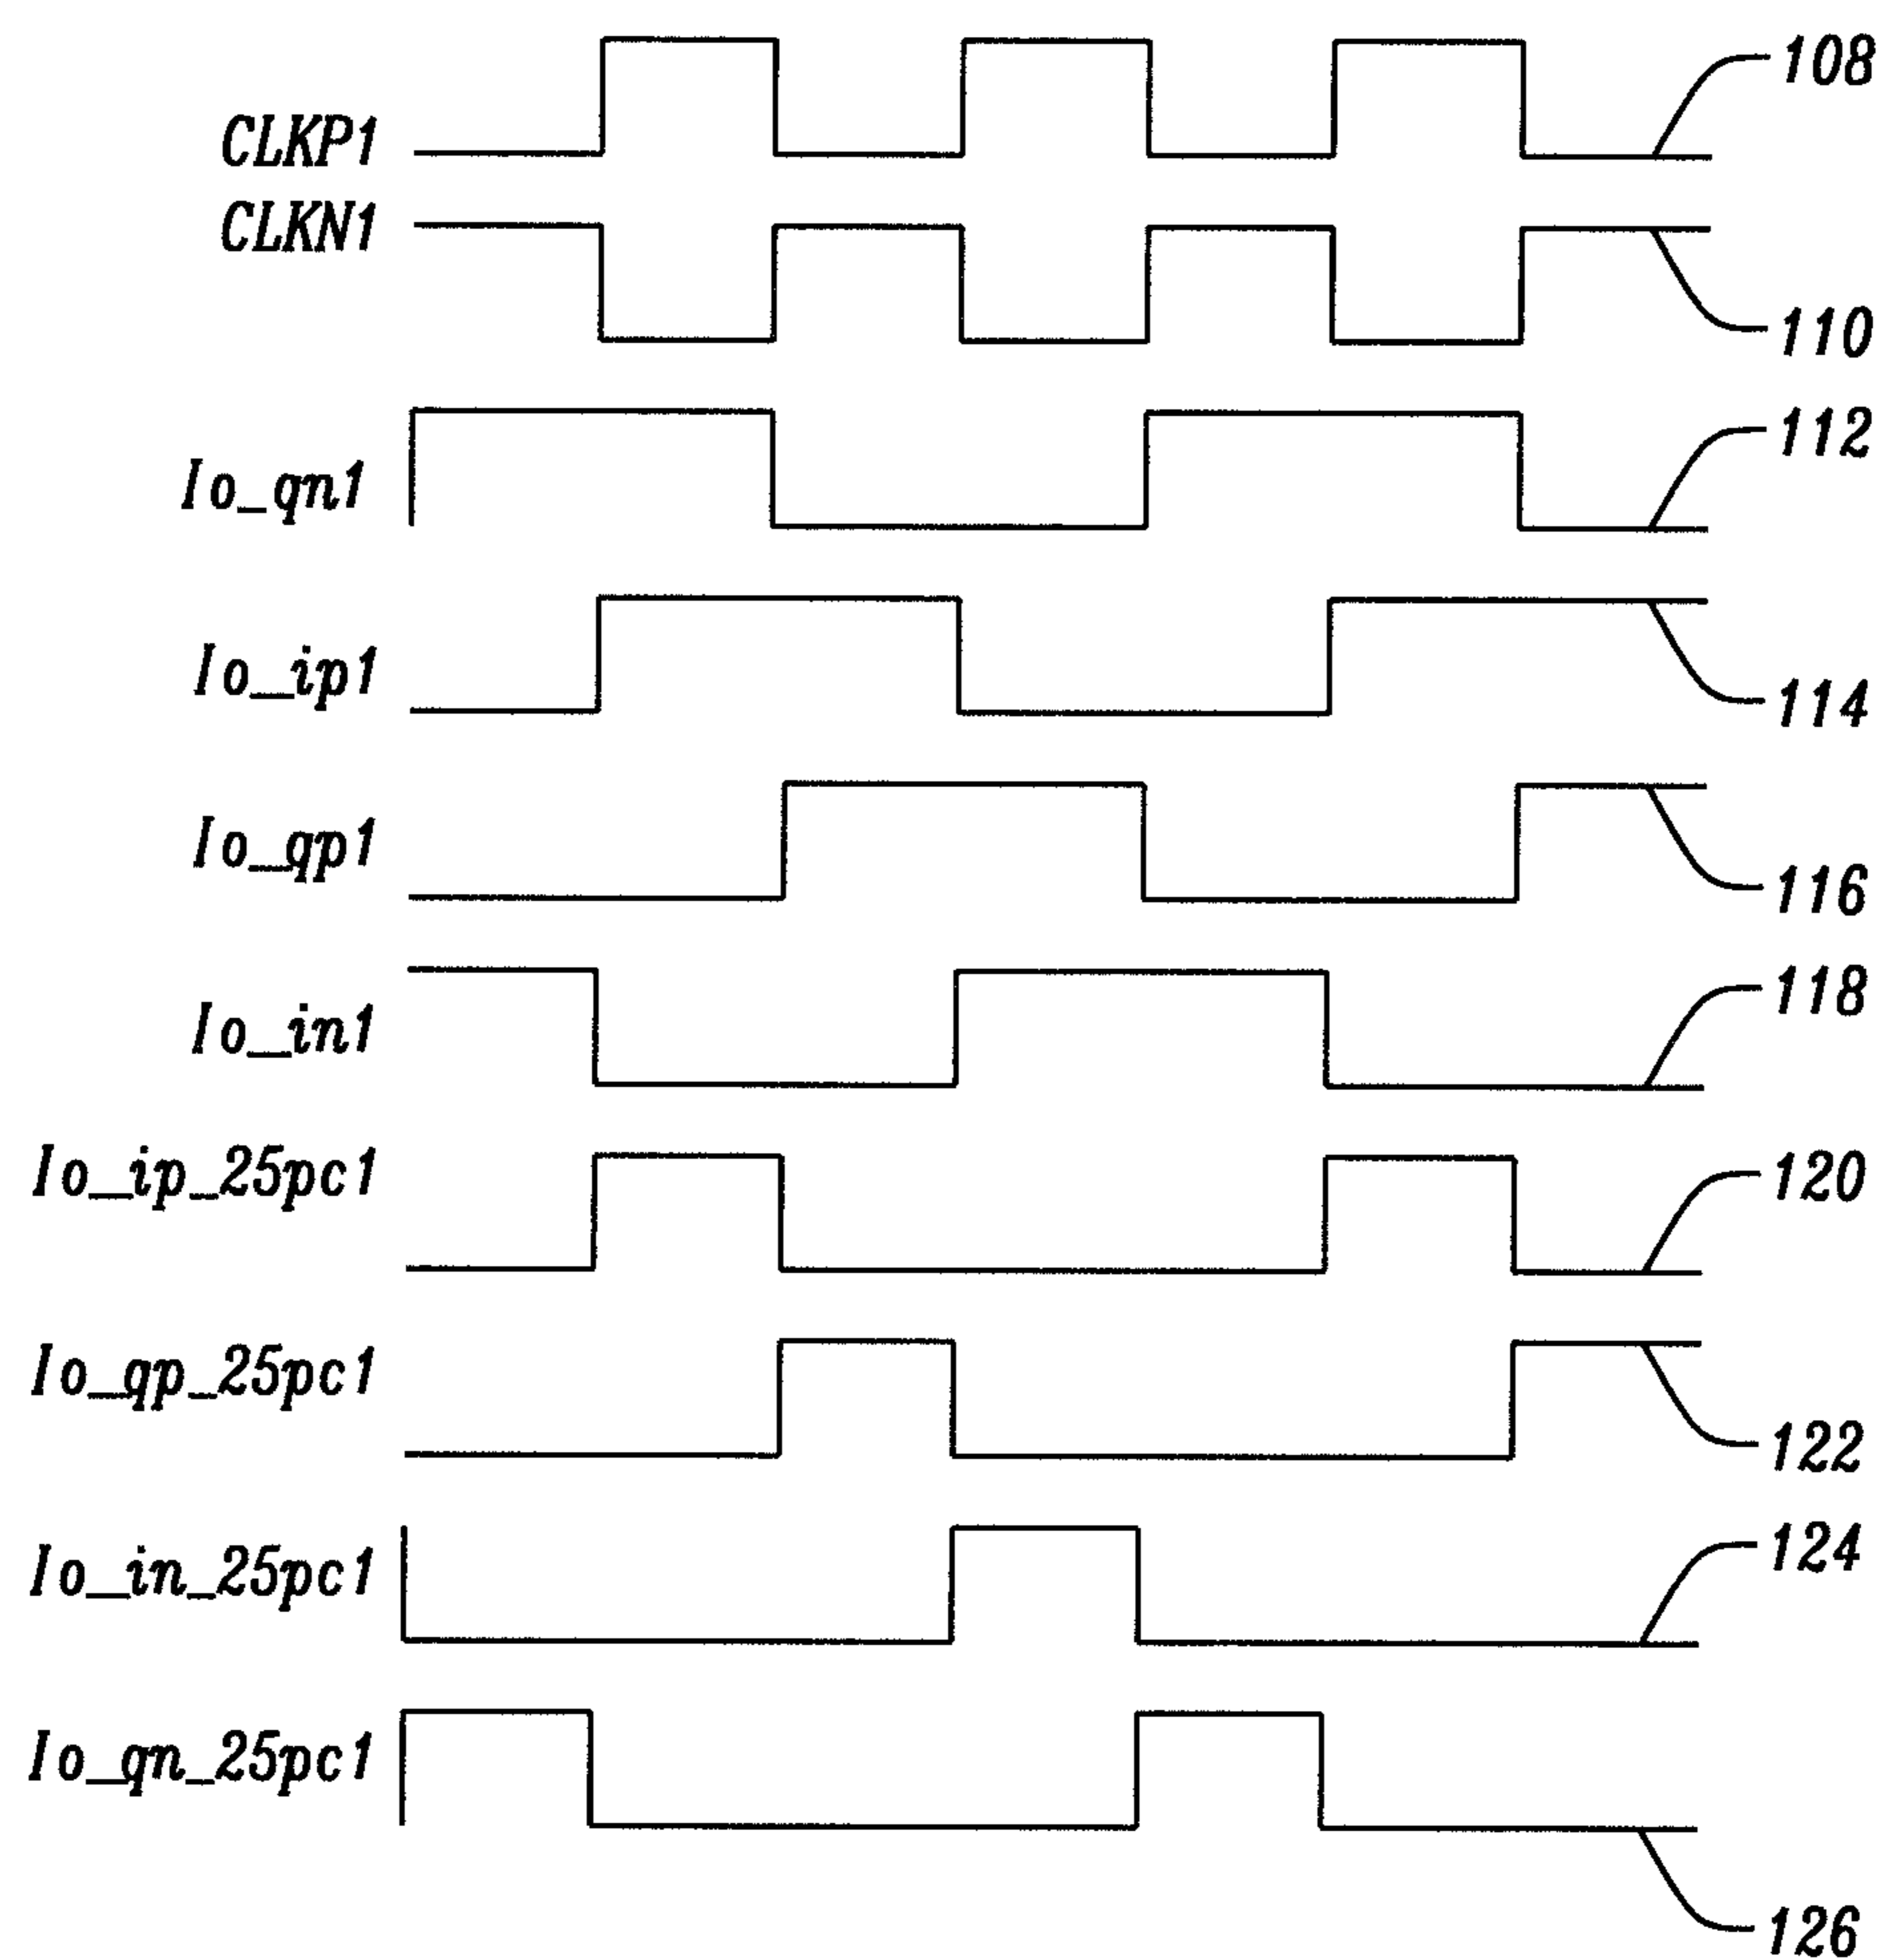 CLKP1 108
CLKN1 110
Io_qn1 112
Io_ip1 114
Io_qp1 116
Io_in1 118
Io_ip_25pc1 120
Io_qp_25pc1 122
Io_in_25pc1 124
Io_qn_25pc1 126